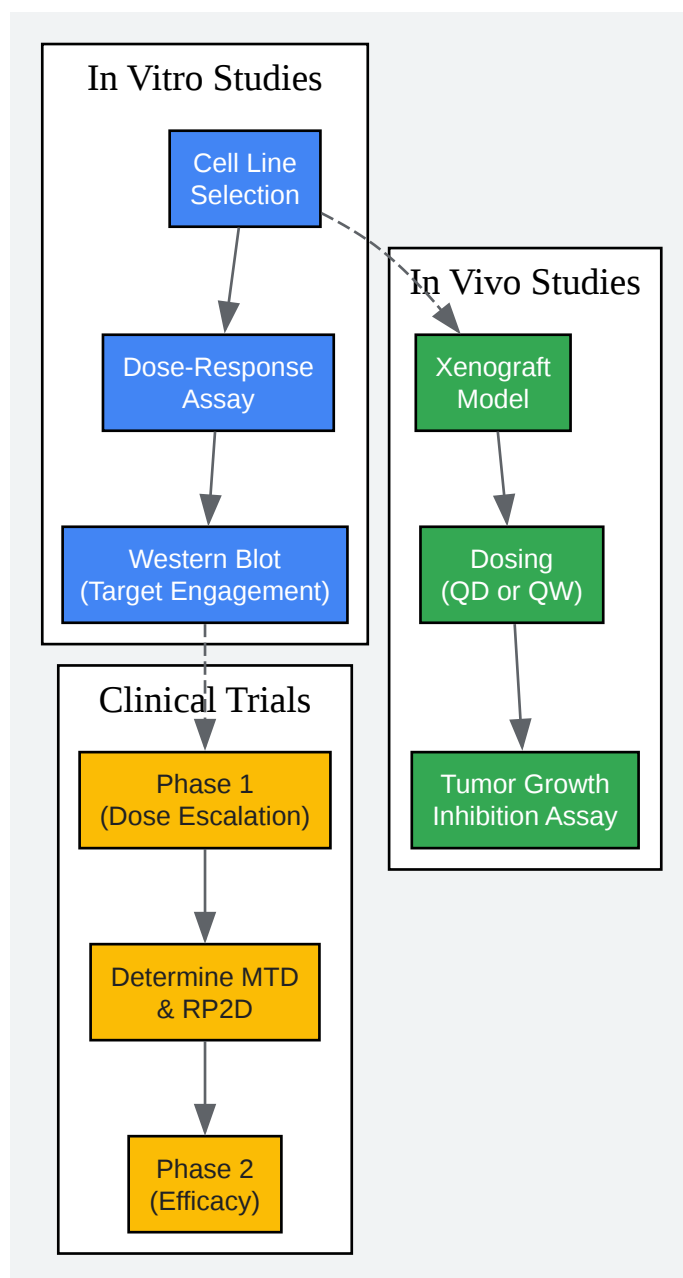 In Vitro Studies
Cell Line
Selection
Dose-Response
Assay
Western Blot
(Target Engagement)
In Vivo Studies
Xenograft
Model
Dosing
(QD or QW)
Tumor Growth
Inhibition Assay
Clinical Trials
Phase 1
(Dose Escalation)
Determine MTD
& RP2D
Phase 2
(Efficacy)